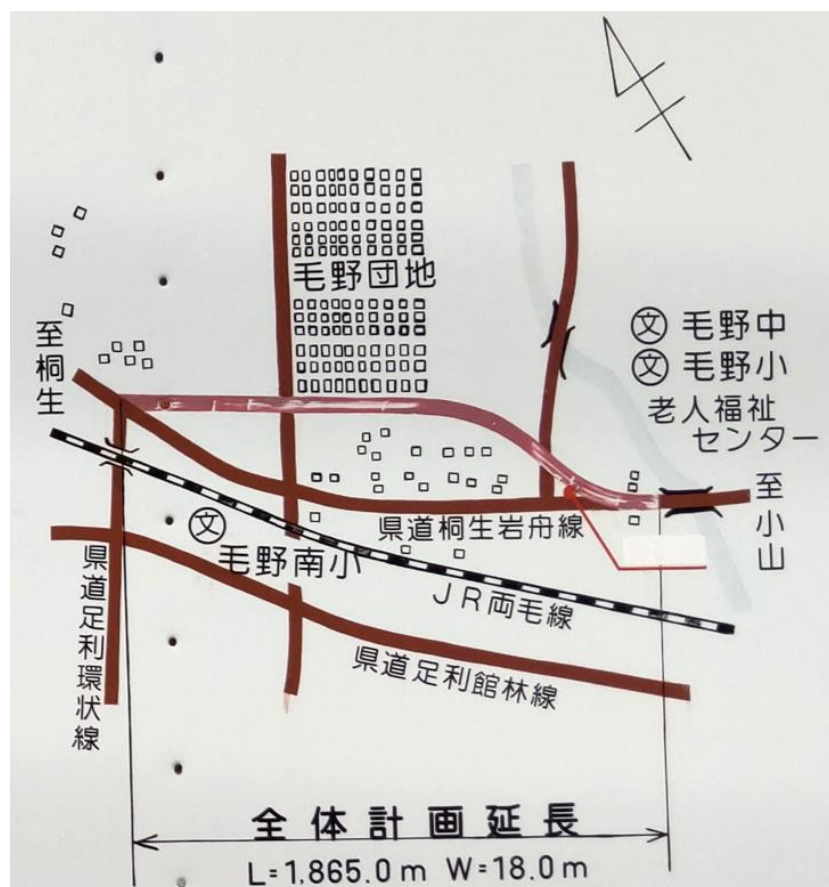 毛野団地
文 毛野中
文 毛野小
老人福祉
センター
至桐生
至小山
県道桐生岩舟線
文
毛野南小
JR両毛線
県道足利環状線
県道足利館林線
全体計画延長
L=1,865.0m W=18.0m